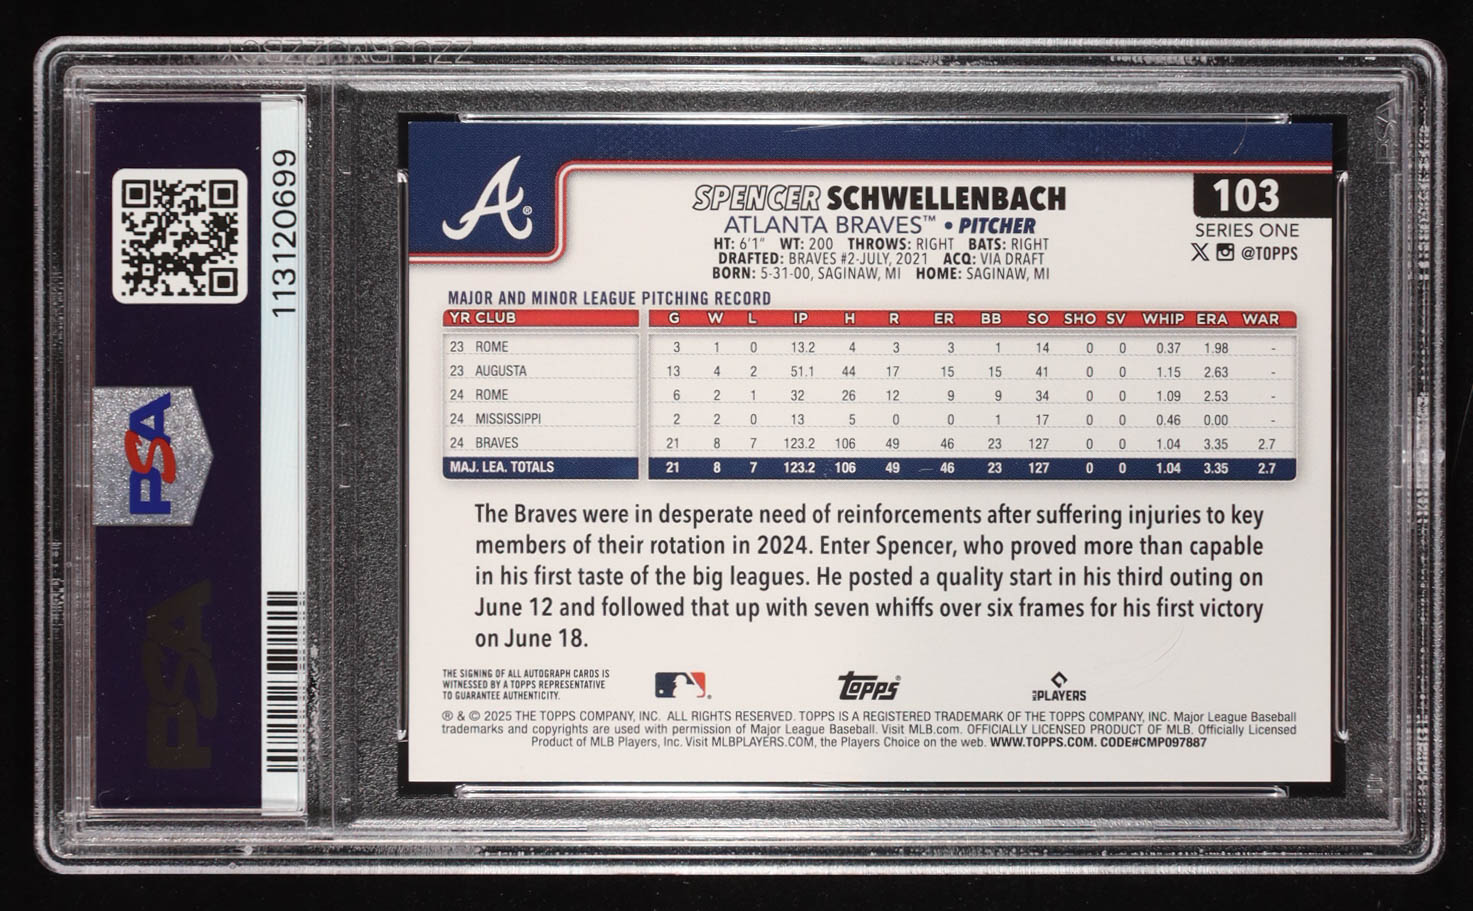 113120699
PSA
PSA
A
SPENCER SCHWELLENBACH
ATLANTA BRAVES™ • PITCHER
HT: 6'1" WT: 200 THROWS: RIGHT BATS: RIGHT
DRAFTED: BRAVES #2-JULY, 2021 ACQ: VIA DRAFT
BORN: 5-31-00, SAGINAW, MI HOME: SAGINAW, MI
103
SERIES ONE
X @TOPPS
MAJOR AND MINOR LEAGUE PITCHING RECORD
YR CLUB G W L IP H R ER BB SO SHO SV WHIP ERA WAR
23 ROME 3 1 0 13.2 4 3 3 1 14 0 0 0.37 1.98 -
23 AUGUSTA 13 4 2 51.1 44 17 15 15 41 0 0 1.15 2.63 -
24 ROME 6 2 1 32 26 12 9 9 34 0 0 1.09 2.53 -
24 MISSISSIPPI 2 2 0 13 5 0 0 1 17 0 0 0.46 0.00 -
24 BRAVES 21 8 7 123.2 106 49 46 23 127 0 0 1.04 3.35 2.7
MAJ. LEA. TOTALS 21 8 7 123.2 106 49 46 23 127 0 0 1.04 3.35 2.7
The Braves were in desperate need of reinforcements after suffering injuries to key
members of their rotation in 2024. Enter Spencer, who proved more than capable
in his first taste of the big leagues. He posted a quality start in his third outing on
June 12 and followed that up with seven whiffs over six frames for his first victory
on June 18.
THE SIGNING OF ALL AUTOGRAPH CARDS IS
WITNESSED BY A TOPPS REPRESENTATIVE
TO GUARANTEE AUTHENTICITY.
topps®
MLB PLAYERS
® & © 2025 THE TOPPS COMPANY, INC. ALL RIGHTS RESERVED. TOPPS IS A REGISTERED TRADEMARK OF THE TOPPS COMPANY, INC. Major League Baseball
trademarks and copyrights are used with permission of Major League Baseball. Visit MLB.com. OFFICIALLY LICENSED PRODUCT OF MLB. Officially Licensed
Product of MLB Players, Inc. Visit MLBPLAYERS.COM, the Players Choice on the web. WWW.TOPPS.COM. CODE#CMP097887